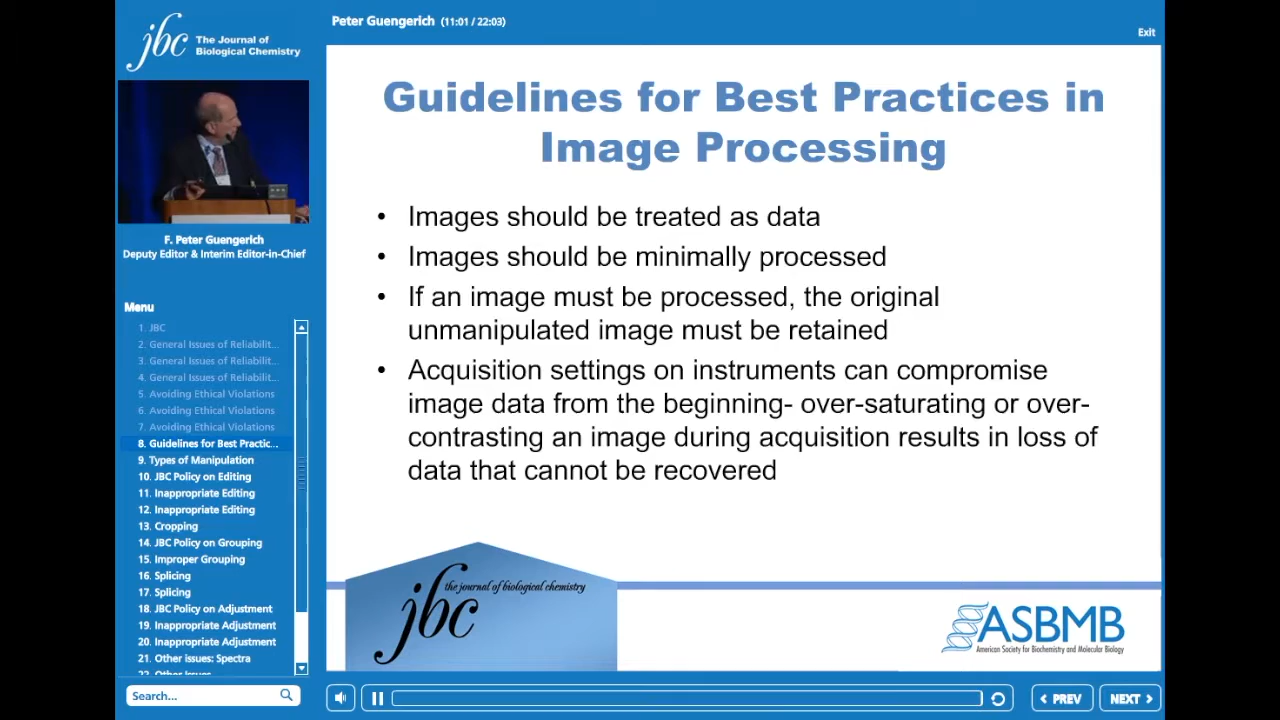 jbc The Journal of
Biological Chemistry
Peter Guengerich (11:01 / 22:03)
Exit
F. Peter Guengerich
Deputy Editor & Interim Editor-in-Chief
Menu
1. JBC
2. General Issues of Reliabilit...
3. General Issues of Reliabilit...
4. General Issues of Reliabilit...
5. Avoiding Ethical Violations
6. Avoiding Ethical Violations
7. Avoiding Ethical Violations
8. Guidelines for Best Practic...
9. Types of Manipulation
10. JBC Policy on Editing
11. Inappropriate Editing
12. Inappropriate Editing
13. Cropping
14. JBC Policy on Grouping
15. Improper Grouping
16. Splicing
17. Splicing
18. JBC Policy on Adjustment
19. Inappropriate Adjustment
20. Inappropriate Adjustment
21. Other issues: Spectra
22. Other Issues
Search...
Guidelines for Best Practices in
Image Processing
• Images should be treated as data
• Images should be minimally processed
• If an image must be processed, the original
unmanipulated image must be retained
• Acquisition settings on instruments can compromise
image data from the beginning- over-saturating or over-
contrasting an image during acquisition results in loss of
data that cannot be recovered
the journal of biological chemistry
jbc
ASBMB
American Society for Biochemistry and Molecular Biology
PREV
NEXT